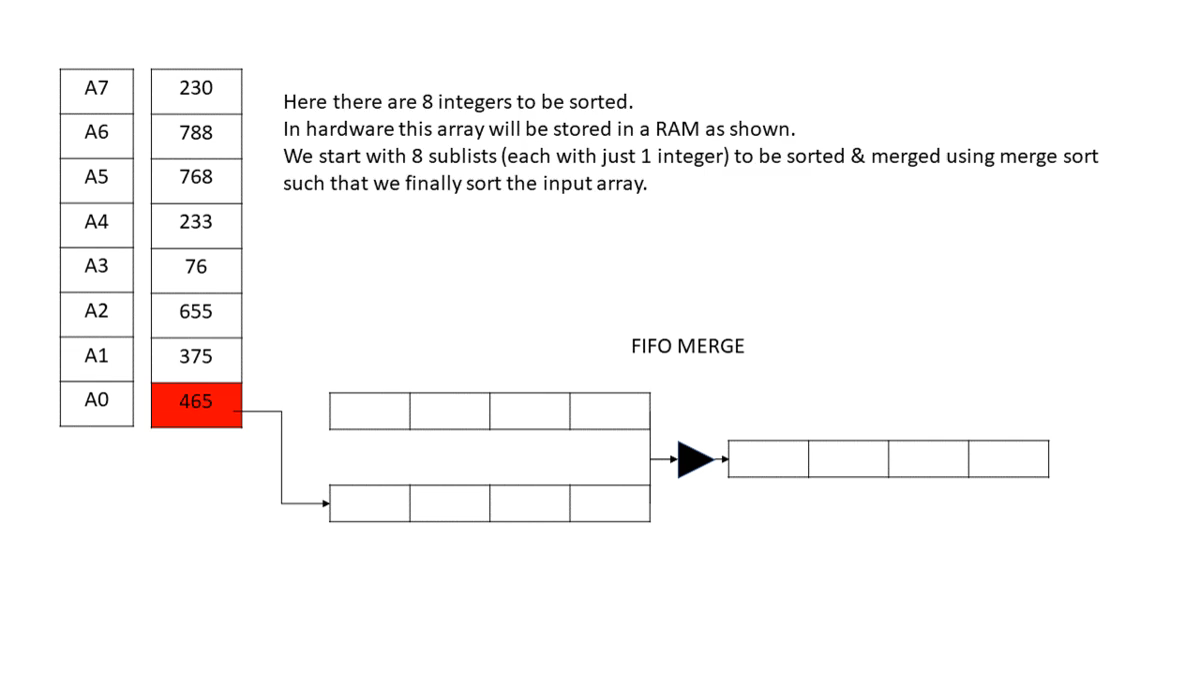 A7 230
A6 788
A5 768
A4 233
A3 76
A2 655
A1 375
A0 465
Here there are 8 integers to be sorted.
In hardware this array will be stored in a RAM as shown.
We start with 8 sublists (each with just 1 integer) to be sorted & merged using merge sort
such that we finally sort the input array.
FIFO MERGE